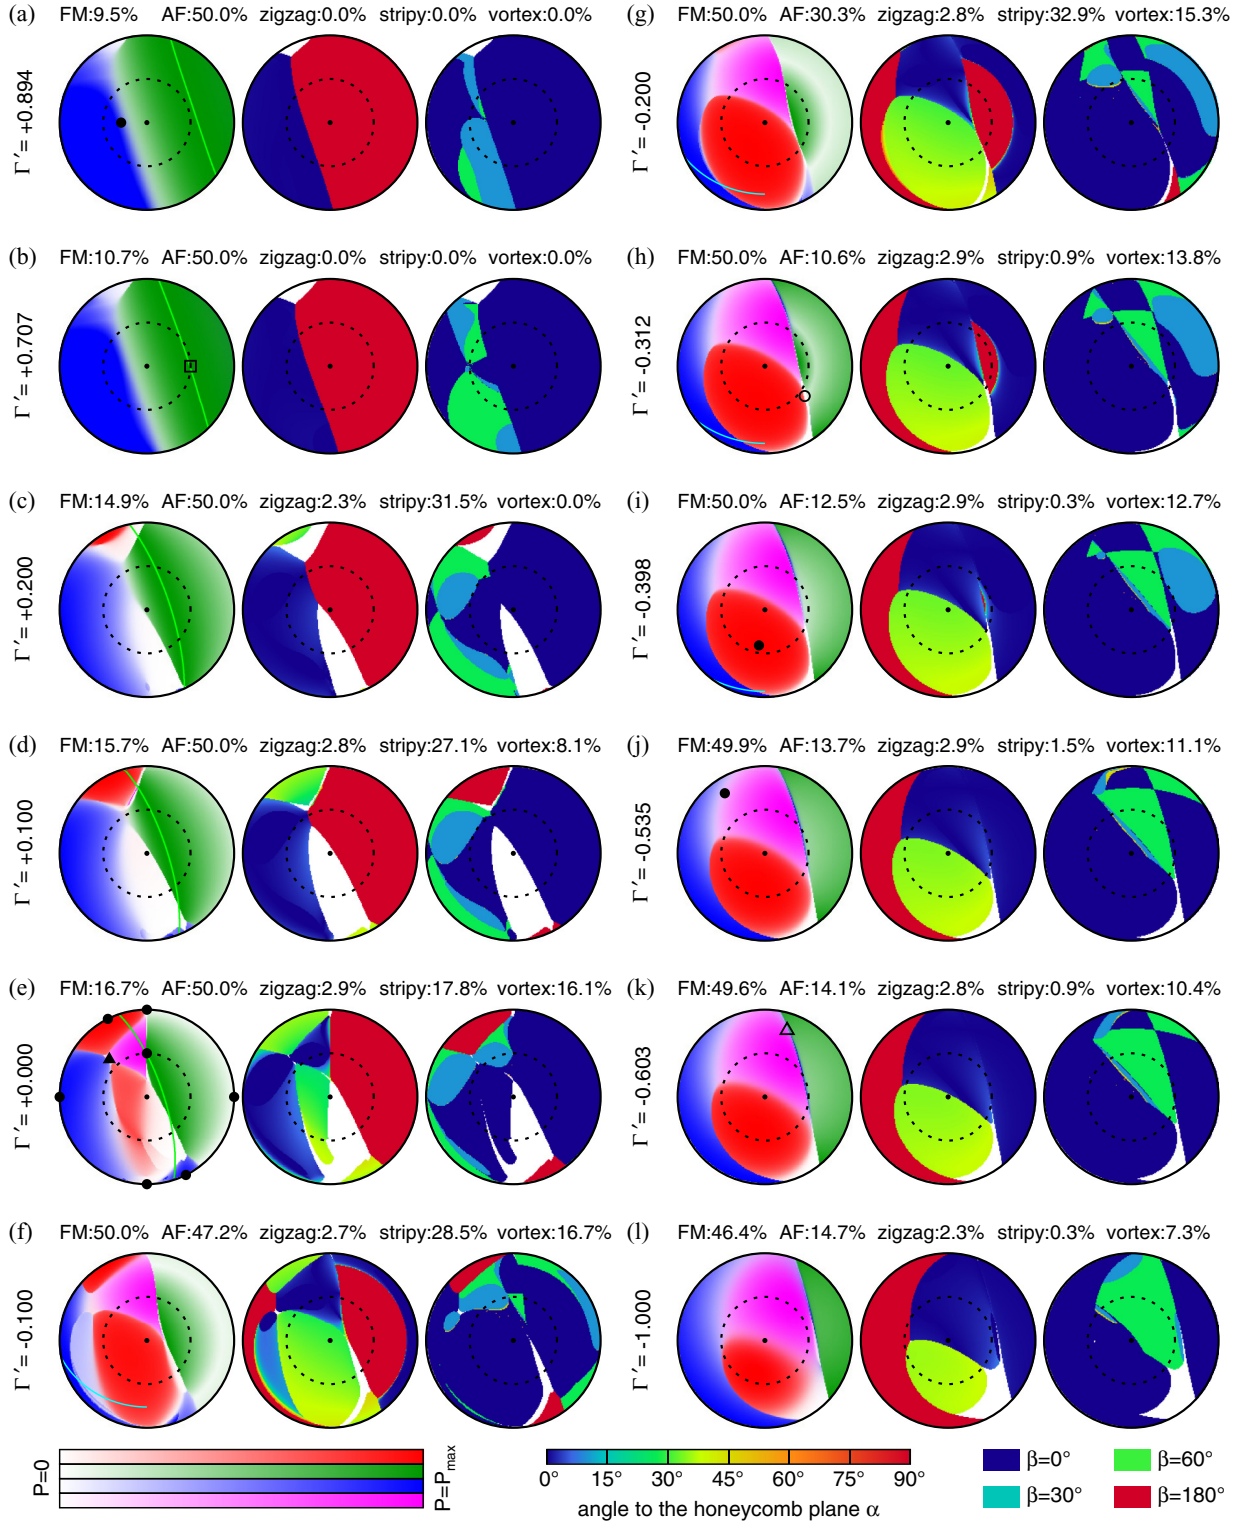 (a) FM:9.5% AF:50.0% zigzag:0.0% stripy:0.0% vortex:0.0%
Γ′= +0.894
(b) FM:10.7% AF:50.0% zigzag:0.0% stripy:0.0% vortex:0.0%
Γ′= +0.707
(c) FM:14.9% AF:50.0% zigzag:2.3% stripy:31.5% vortex:0.0%
Γ′= +0.200
(d) FM:15.7% AF:50.0% zigzag:2.8% stripy:27.1% vortex:8.1%
Γ′= +0.100
(e) FM:16.7% AF:50.0% zigzag:2.9% stripy:17.8% vortex:16.1%
Γ′= +0.000
(f) FM:50.0% AF:47.2% zigzag:2.7% stripy:28.5% vortex:16.7%
Γ′= -0.100
(g) FM:50.0% AF:30.3% zigzag:2.8% stripy:32.9% vortex:15.3%
Γ′= -0.200
(h) FM:50.0% AF:10.6% zigzag:2.9% stripy:0.9% vortex:13.8%
Γ′= -0.312
(i) FM:50.0% AF:12.5% zigzag:2.9% stripy:0.3% vortex:12.7%
Γ′= -0.398
(j) FM:49.9% AF:13.7% zigzag:2.9% stripy:1.5% vortex:11.1%
Γ′= -0.535
(k) FM:49.6% AF:14.1% zigzag:2.8% stripy:0.9% vortex:10.4%
Γ′= -0.603
(l) FM:46.4% AF:14.7% zigzag:2.3% stripy:0.3% vortex:7.3%
Γ′= -1.000
P=0
P=Pmax
0° 15° 30° 45° 60° 75° 90°
angle to the honeycomb plane α
β=0° β=60°
β=30° β=180°